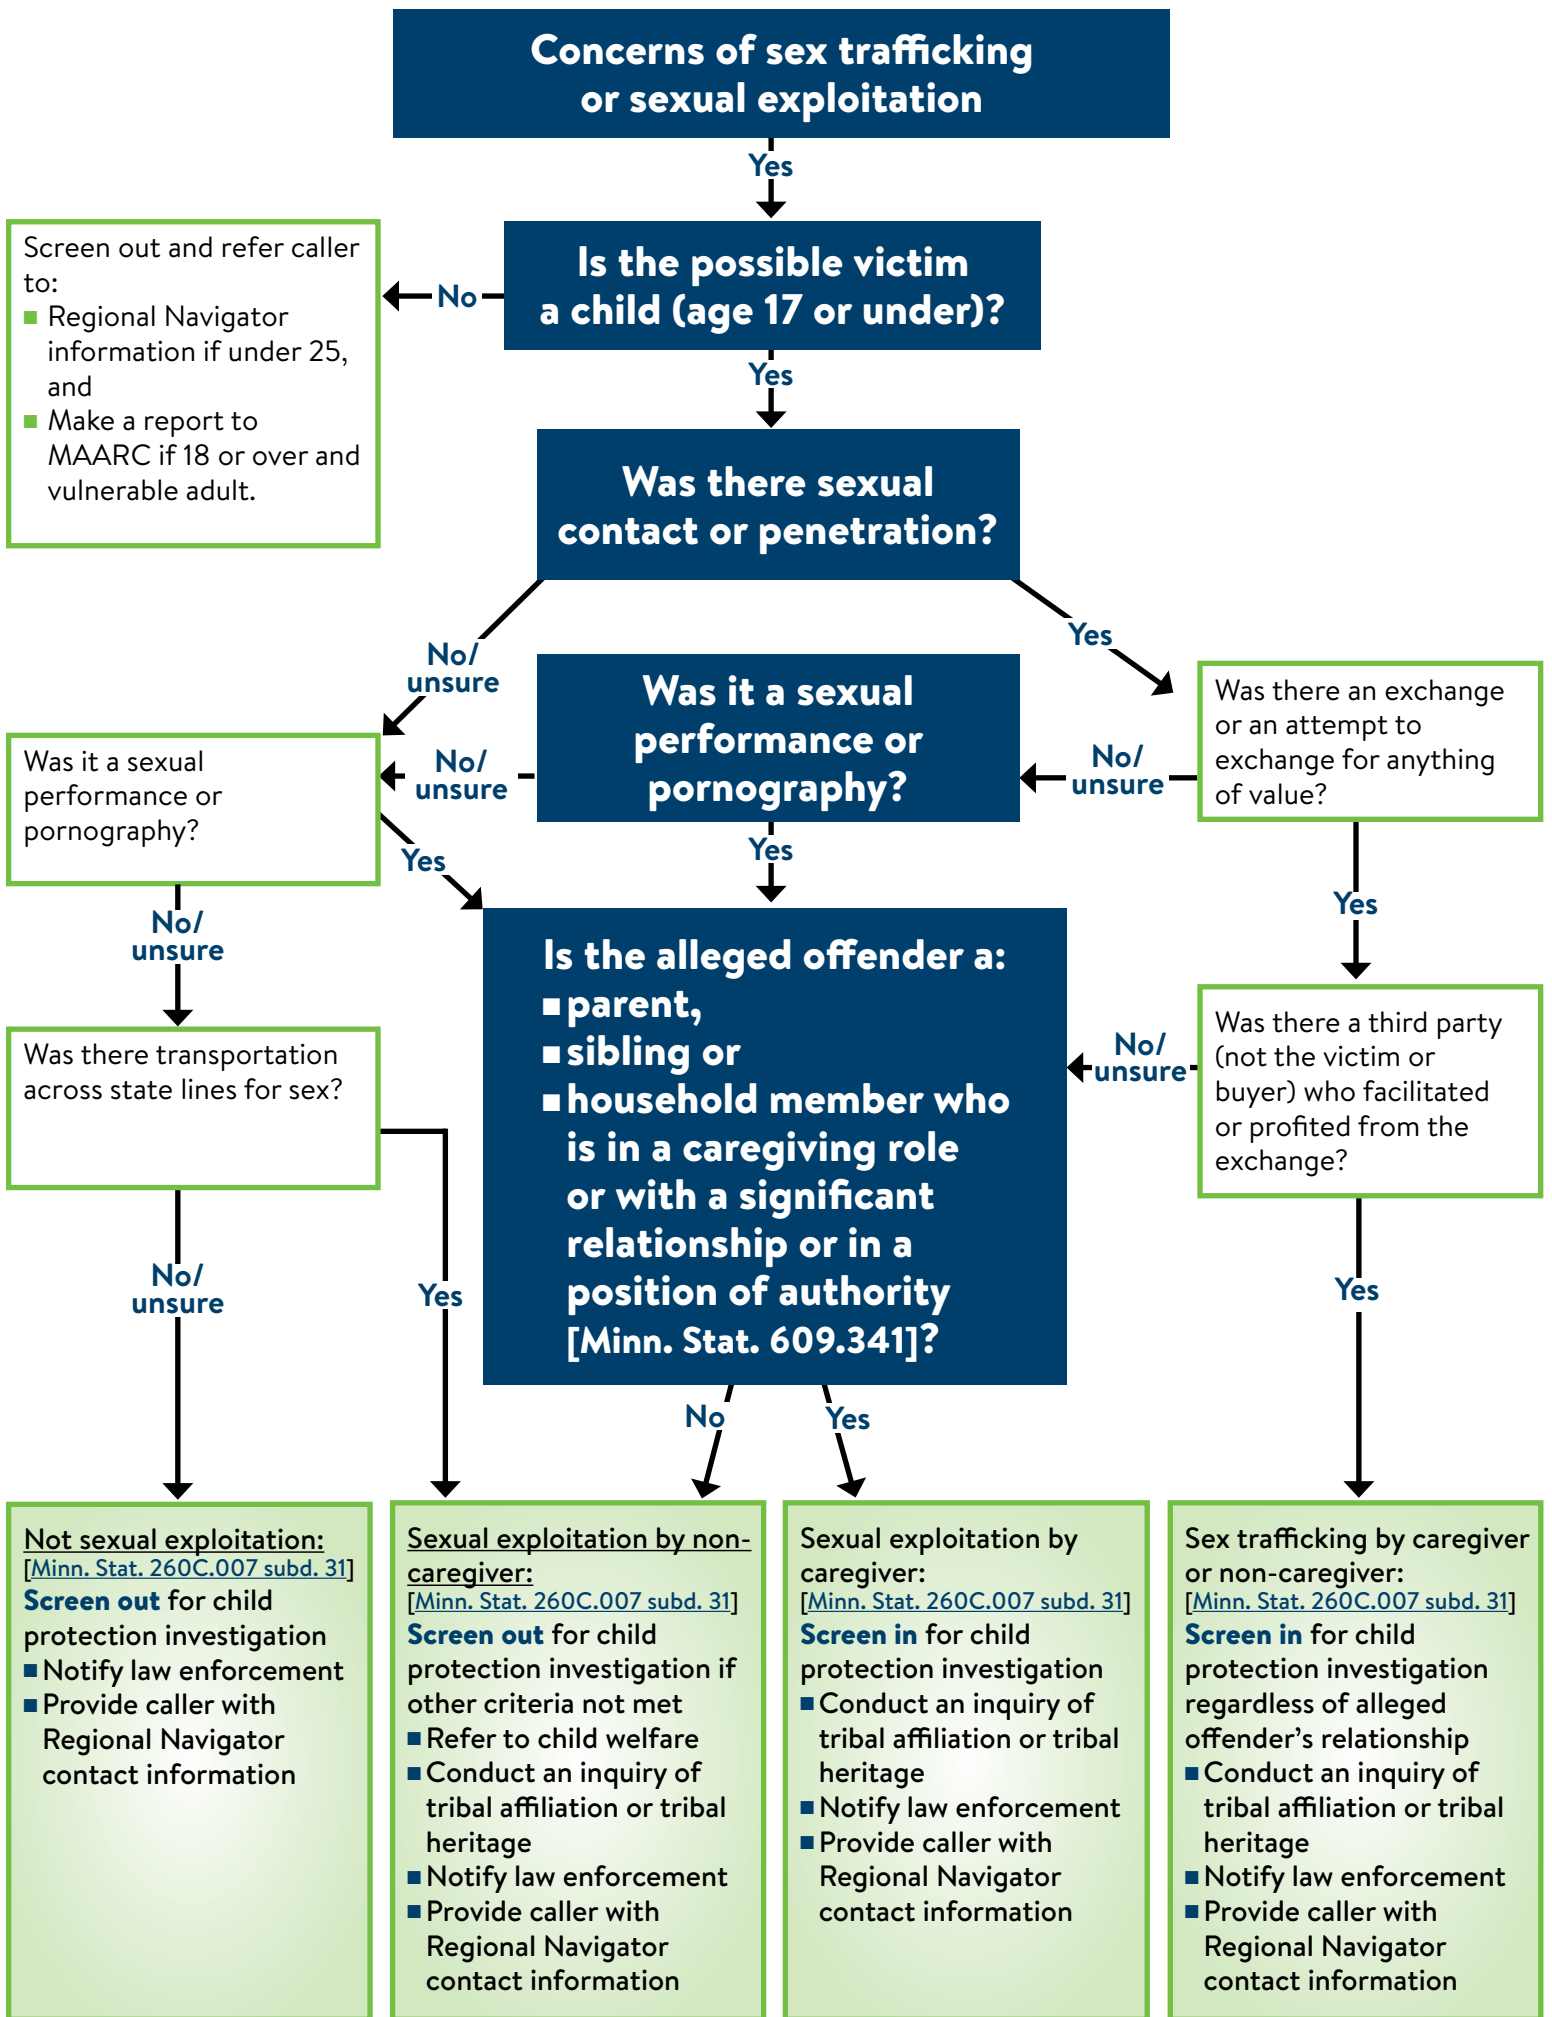 Concerns of sex trafficking
or sexual exploitation
Yes
Is the possible victim
a child (age 17 or under)?
No
Screen out and refer caller
to:
■ Regional Navigator
information if under 25,
and
■ Make a report to
MAARC if 18 or over and
vulnerable adult.
Yes
Was there sexual
contact or penetration?
No/
unsure
Yes
Was there an exchange
or an attempt to
exchange for anything
of value?
No/
unsure
Was it a sexual
performance or
pornography?
No/
unsure
Was it a sexual
performance or
pornography?
Yes
Yes
Yes
No/
unsure
Was there transportation
across state lines for sex?
Is the alleged offender a:
■ parent,
■ sibling or
■ household member who
is in a caregiving role
or with a significant
relationship or in a
position of authority
[Minn. Stat. 609.341]?
No/
unsure
Was there a third party
(not the victim or
buyer) who facilitated
or profited from the
exchange?
No/
unsure
Yes
No
Yes
Yes
Not sexual exploitation:
[Minn. Stat. 260C.007 subd. 31]
Screen out for child
protection investigation
■ Notify law enforcement
■ Provide caller with
Regional Navigator
contact information
Sexual exploitation by non-
caregiver:
[Minn. Stat. 260C.007 subd. 31]
Screen out for child
protection investigation if
other criteria not met
■ Refer to child welfare
■ Conduct an inquiry of
tribal affiliation or tribal
heritage
■ Notify law enforcement
■ Provide caller with
Regional Navigator
contact information
Sexual exploitation by
caregiver:
[Minn. Stat. 260C.007 subd. 31]
Screen in for child
protection investigation
■ Conduct an inquiry of
tribal affiliation or tribal
heritage
■ Notify law enforcement
■ Provide caller with
Regional Navigator
contact information
Sex trafficking by caregiver
or non-caregiver:
[Minn. Stat. 260C.007 subd. 31]
Screen in for child
protection investigation
regardless of alleged
offender’s relationship
■ Conduct an inquiry of
tribal affiliation or tribal
heritage
■ Notify law enforcement
■ Provide caller with
Regional Navigator
contact information